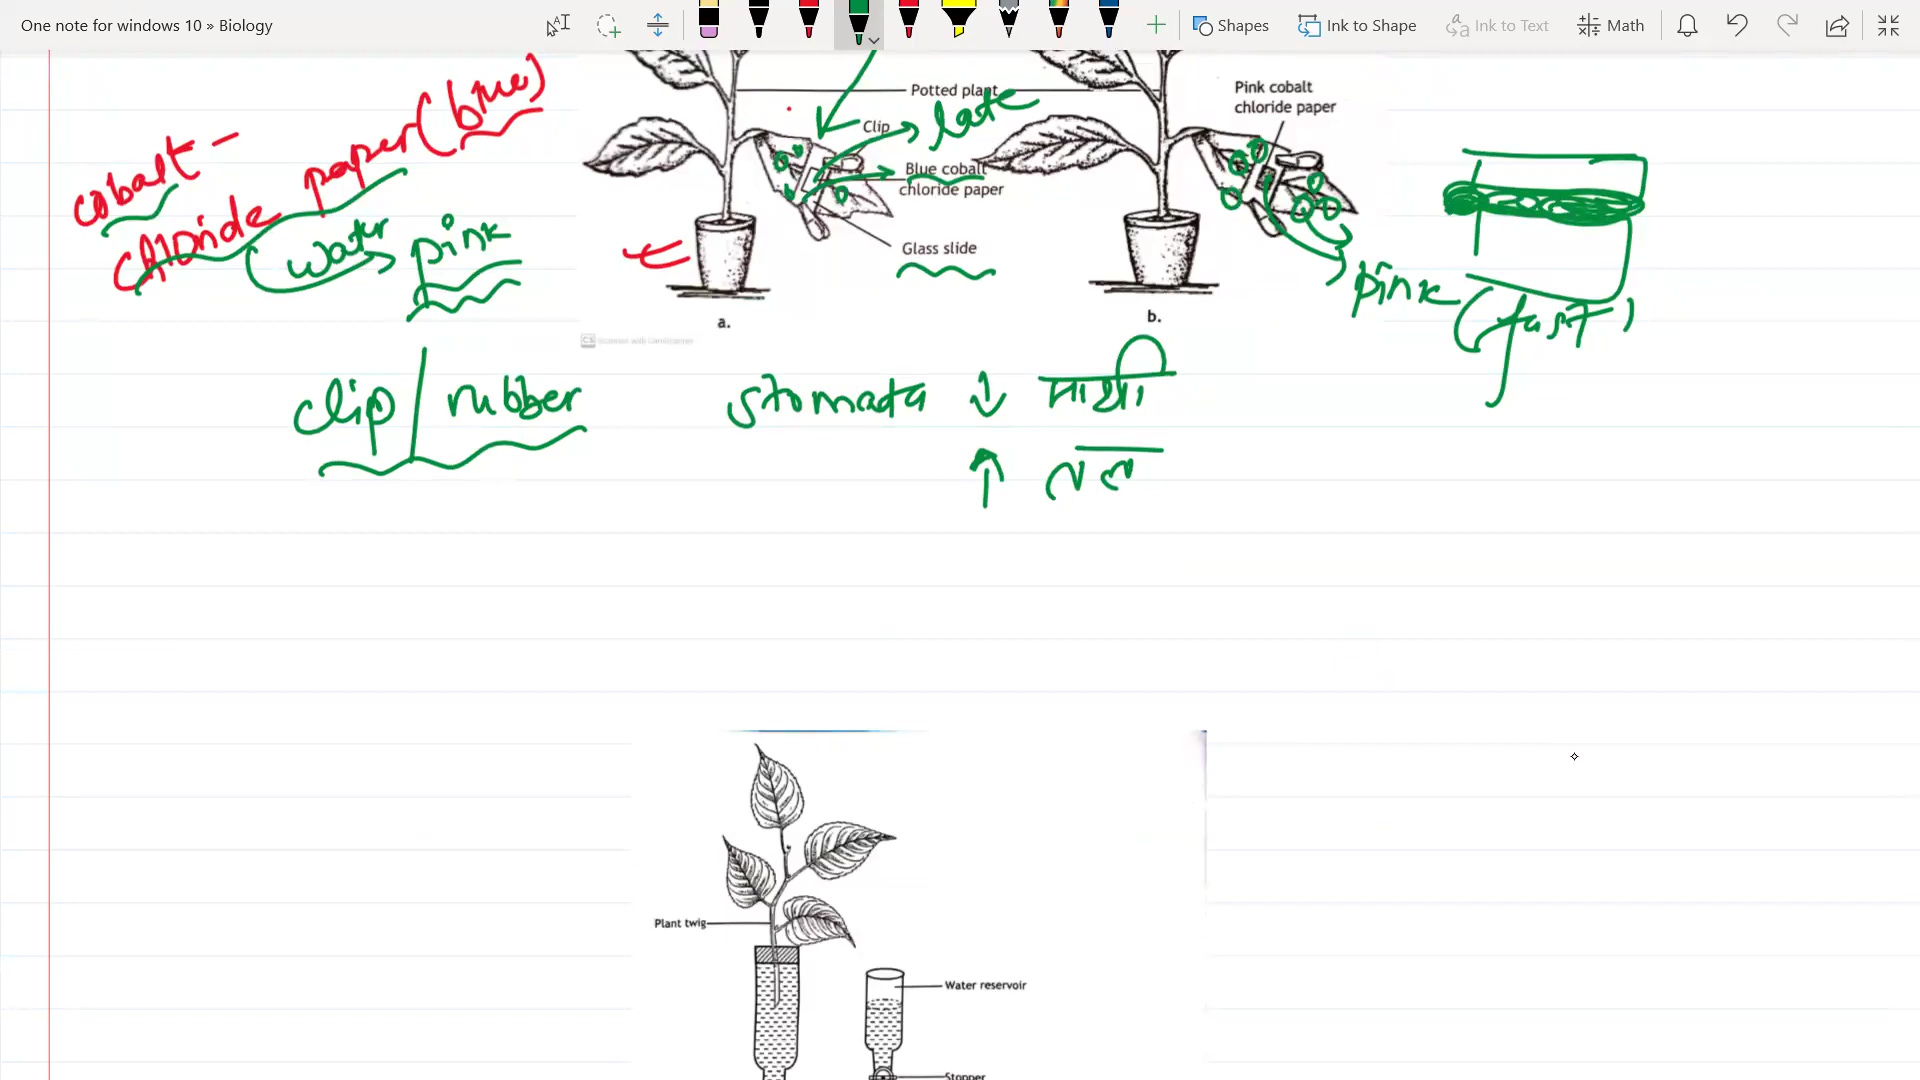 One note for windows 10 » Biology
Shapes
Ink to Shape
Ink to Text
Math
cobalt -
chloride paper (blue)
water
pink
Potted plant
Clip
late
Blue cobalt
chloride paper
Glass slide
Pink cobalt
chloride paper
pink
(fast)
a.
b.
clip / rubber
stomata ↓ माथी
↑ तल
Plant twig
Water reservoir
Stopper